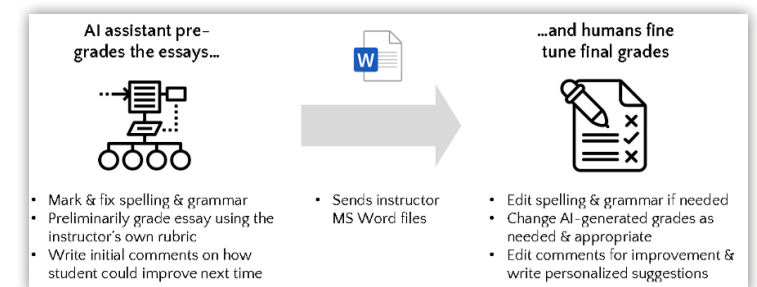 AI assistant pre-
grades the essays...
W
...and humans fine
tune final grades
• Mark & fix spelling & grammar
• Preliminarily grade essay using the
instructor's own rubric
• Write initial comments on how
student could improve next time
• Sends instructor
MS Word files
• Edit spelling & grammar if needed
• Change AI-generated grades as
needed & appropriate
• Edit comments for improvement &
write personalized suggestions